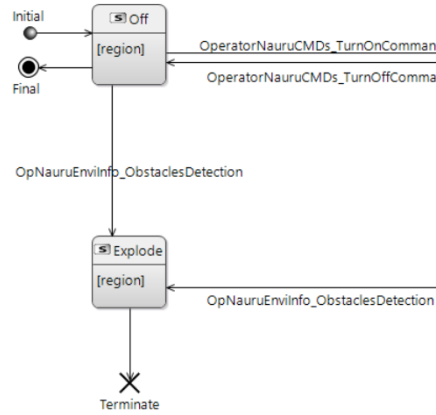 Initial
S Off
[region]
OperatorNauruCMDs_TurnOnComman
OperatorNauruCMDs_TurnOffComma
Final
OpNauruEnviInfo_ObstaclesDetection
S Explode
[region]
OpNauruEnviInfo_ObstaclesDetection
Terminate